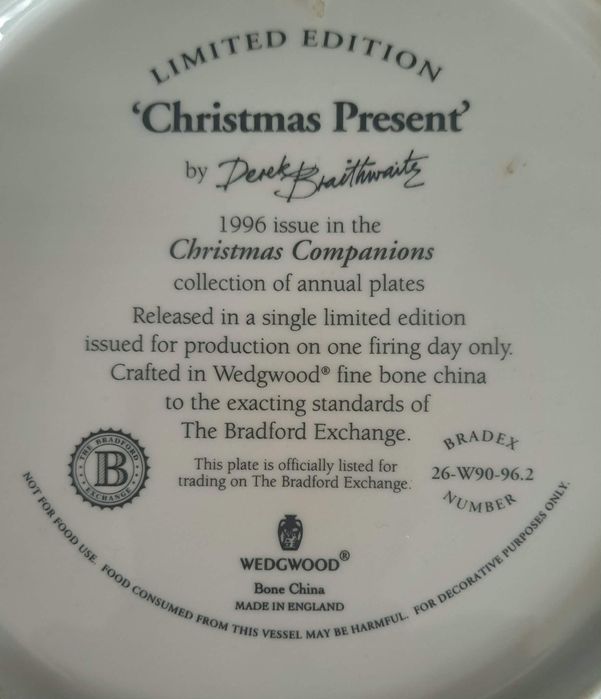 LIMITED EDITION
‘Christmas Present’
by Derek Braithwaite
1996 issue in the
Christmas Companions
collection of annual plates
Released in a single limited edition
issued for production on one firing day only.
Crafted in Wedgwood® fine bone china
to the exacting standards of
The Bradford Exchange.
This plate is officially listed for
trading on The Bradford Exchange.
THE BRADFORD
B
EXCHANGE
BRADEX
26-W90-96.2
NUMBER
WEDGWOOD®
Bone China
MADE IN ENGLAND
NOT FOR FOOD USE. FOOD CONSUMED FROM THIS VESSEL MAY BE HARMFUL. FOR DECORATIVE PURPOSES ONLY.